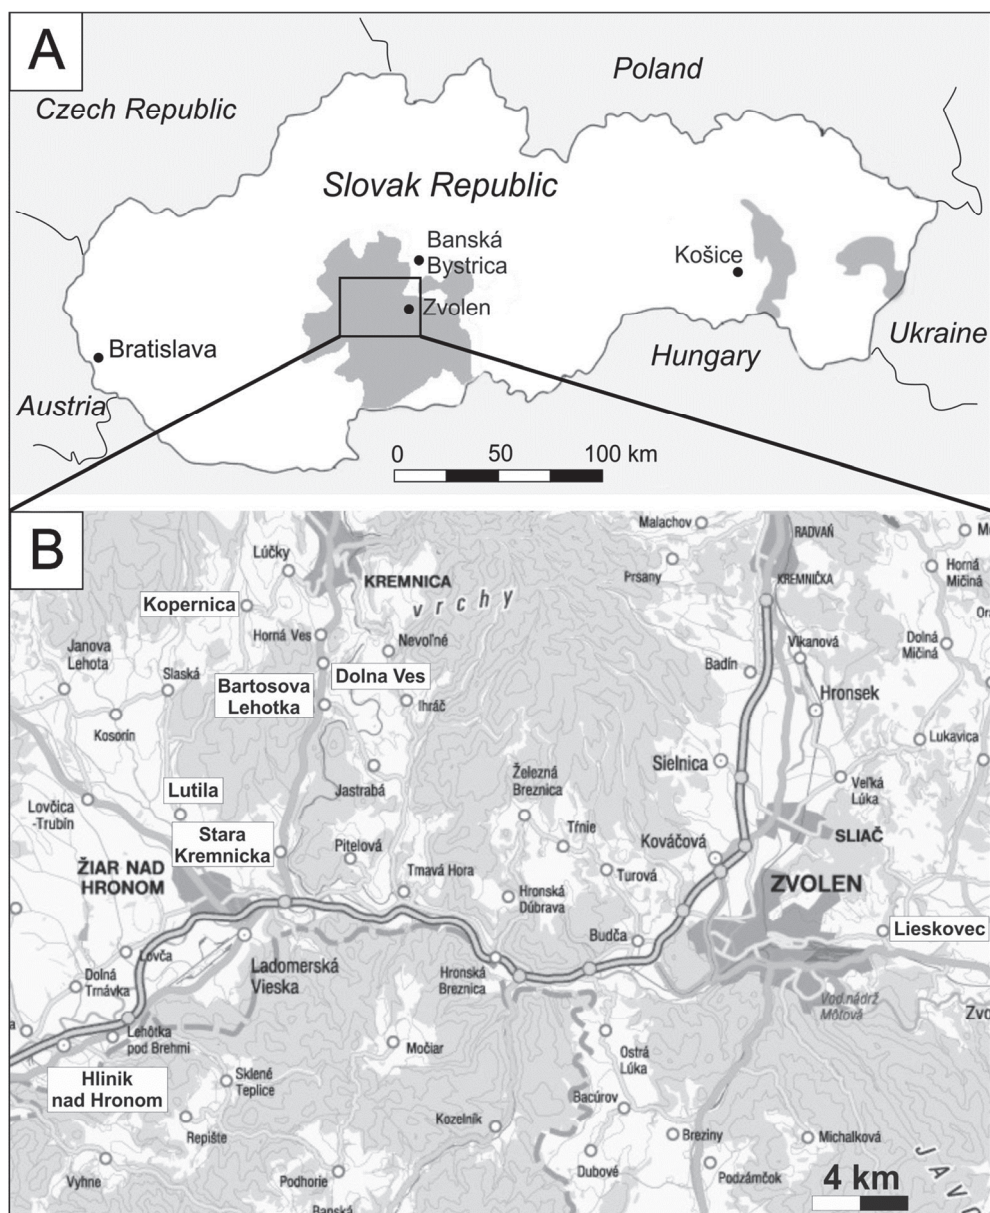 A
Poland
Czech Republic
Slovak Republic
Banská
Bystrica
Košice
Zvolen
Bratislava
Ukraine
Hungary
Austria
0 50 100 km
B
Malachov
RADVAŇ
Lúčky
KREMNICA
Pršany
KREMNIČKA
Horná
Mičiná
vrchy
Kopernica
Horná Ves
Nevoľné
Vlkanová
Dolná
Mičiná
Janova
Lehota
Slaská
Dolna Ves
Badín
Bartosova
Lehotka
Ihráč
Hronsek
Kosorín
Lukavica
Sielnica
Železná
Breznica
Lutila
Jastrabá
Veľká
Lúka
Lovčica
-Trubín
Stara
Kremnicka
Pitelová
Tŕnie
Kováčová
SLIAČ
ŽIAR NAD
HRONOM
Tmavá Hora
Turová
ZVOLEN
Hronská
Dúbrava
Budča
Lieskovec
Lovča
Ladomerská
Vieska
Hronská
Breznica
Dolná
Trnávka
Vod.nádrž
Môťová
Zvo
Lehôtka
pod Brehmi
Močiar
Ostrá
Lúka
Hlinik
nad Hronom
Sklené
Teplice
Bacúrov
Repište
Kozelník
Breziny
Michalková
Vyhne
Podhorie
Dubové
Podzámčok
JAVO
Banská
4 km